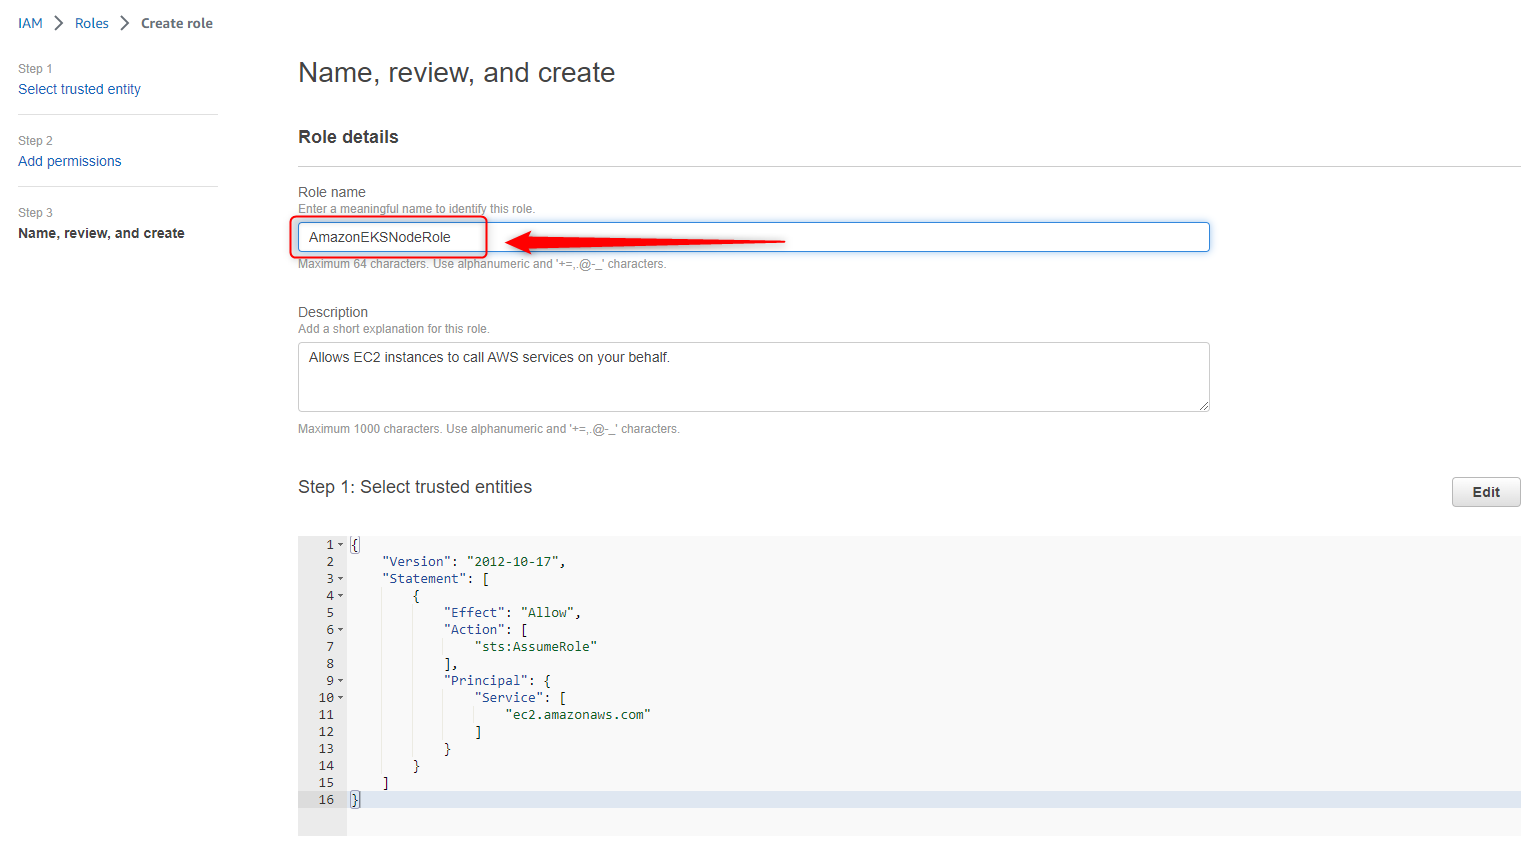 IAM > Roles > Create role
Step 1
Select trusted entity
Step 2
Add permissions
Step 3
Name, review, and create
Name, review, and create
Role details
Role name
Enter a meaningful name to identify this role.
AmazonEKSNodeRole
Maximum 64 characters. Use alphanumeric and '+=,.@-_' characters.
Description
Add a short explanation for this role.
Allows EC2 instances to call AWS services on your behalf.
Maximum 1000 characters. Use alphanumeric and '+=,.@-_' characters.
Step 1: Select trusted entities
Edit
1 {
2 "Version": "2012-10-17",
3 "Statement": [
4 {
5 "Effect": "Allow",
6 "Action": [
7 "sts:AssumeRole"
8 ],
9 "Principal": {
10 "Service": [
11 "ec2.amazonaws.com"
12 ]
13 }
14 }
15 ]
16 }